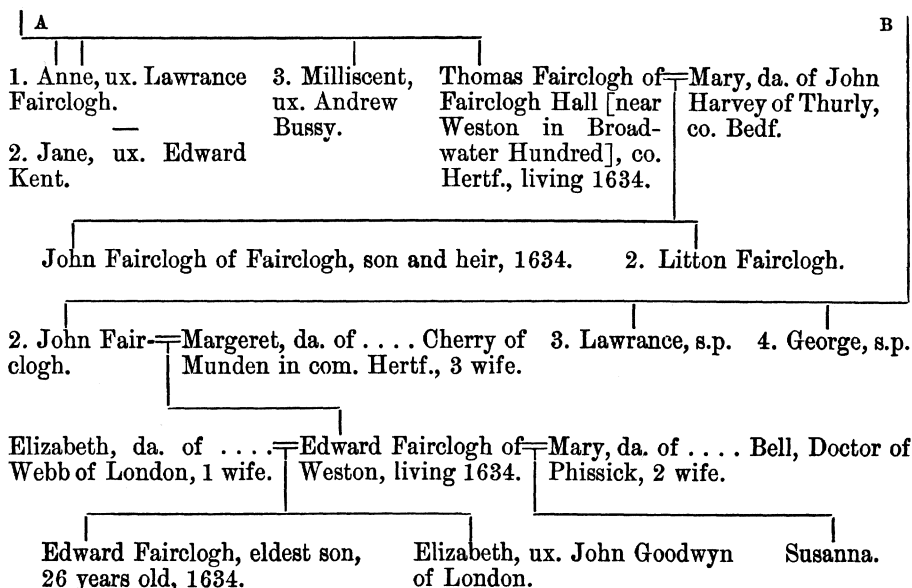 A
B
1. Anne, ux. Lawrance
Fairclogh.
2. Jane, ux. Edward
Kent.
3. Milliscent,
ux. Andrew
Bussy.
Thomas Fairclogh of
Fairclogh Hall [near
Weston in Broad-
water Hundred], co.
Hertf., living 1634.
Mary, da. of John
Harvey of Thurly,
co. Bedf.
John Fairclogh of Fairclogh, son and heir, 1634.
2. Litton Fairclogh.
2. John Fair-
clogh.
Margeret, da. of .... Cherry of
Munden in com. Hertf., 3 wife.
3. Lawrance, s.p.
4. George, s.p.
Elizabeth, da. of ....
Webb of London, 1 wife.
Edward Fairclogh of
Weston, living 1634.
Mary, da. of .... Bell, Doctor of
Phissick, 2 wife.
Edward Fairclogh, eldest son,
26 years old, 1634.
Elizabeth, ux. John Goodwyn
of London.
Susanna.